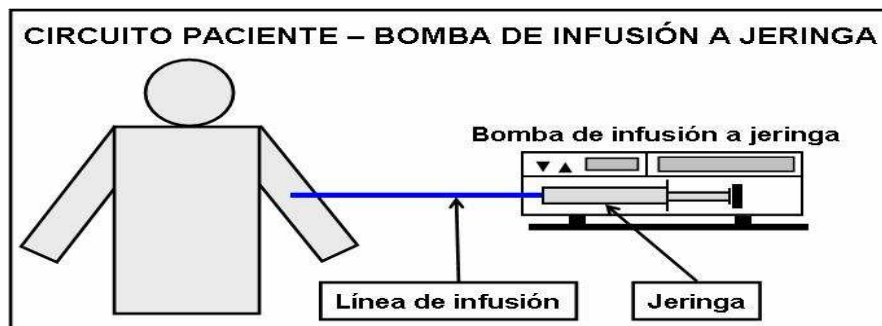 CIRCUITO PACIENTE – BOMBA DE INFUSIÓN A JERINGA
Bomba de infusión a jeringa
Línea de infusión
Jeringa